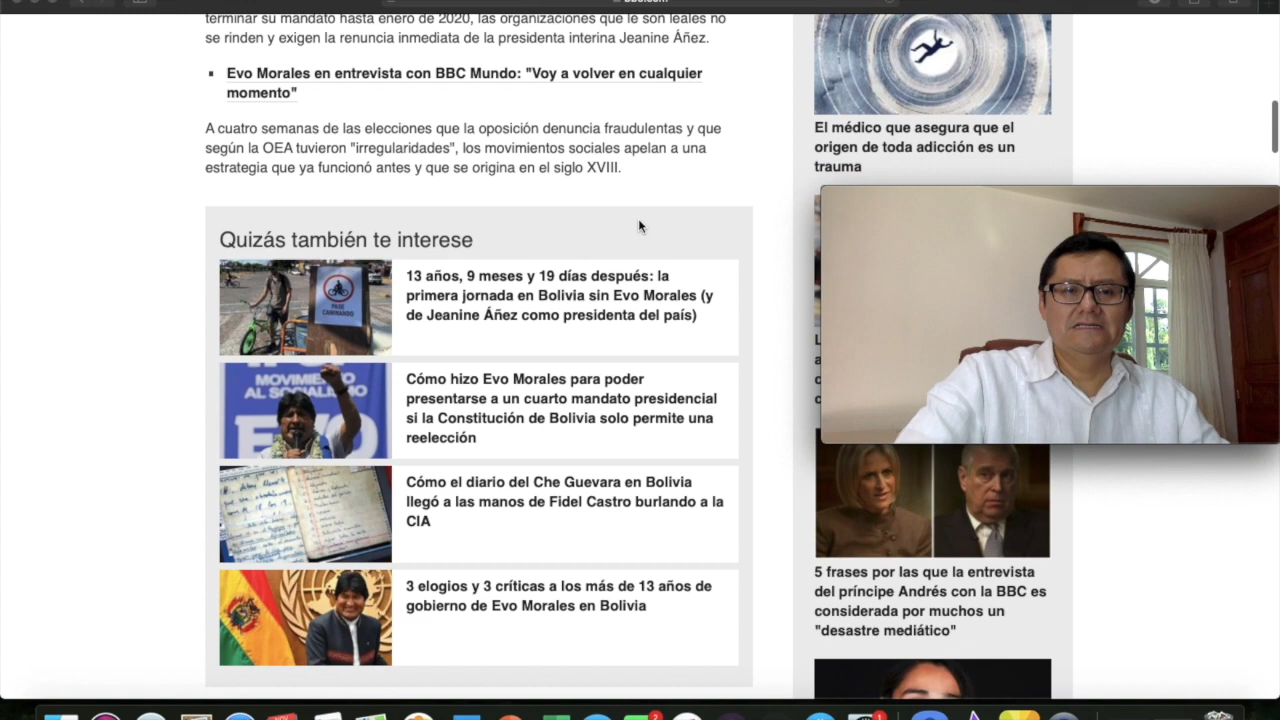 terminar su mandato hasta enero de 2020, las organizaciones que le son leales no
se rinden y exigen la renuncia inmediata de la presidenta interina Jeanine Áñez.
Evo Morales en entrevista con BBC Mundo: "Voy a volver en cualquier
momento"
A cuatro semanas de las elecciones que la oposición denuncia fraudulentas y que
según la OEA tuvieron "irregularidades", los movimientos sociales apelan a una
estrategia que ya funcionó antes y que se origina en el siglo XVIII.
Quizás también te interese
13 años, 9 meses y 19 días después: la
primera jornada en Bolivia sin Evo Morales (y
de Jeanine Áñez como presidenta del país)
PASE
CAMINANDO
Cómo hizo Evo Morales para poder
presentarse a un cuarto mandato presidencial
si la Constitución de Bolivia solo permite una
reelección
MOVIMIENTO
AL SOCIALISMO
EVO
Cómo el diario del Che Guevara en Bolivia
llegó a las manos de Fidel Castro burlando a la
CIA
3 elogios y 3 críticas a los más de 13 años de
gobierno de Evo Morales en Bolivia
El médico que asegura que el
origen de toda adicción es un
trauma
5 frases por las que la entrevista
del príncipe Andrés con la BBC es
considerada por muchos un
"desastre mediático"
NOV
2
1